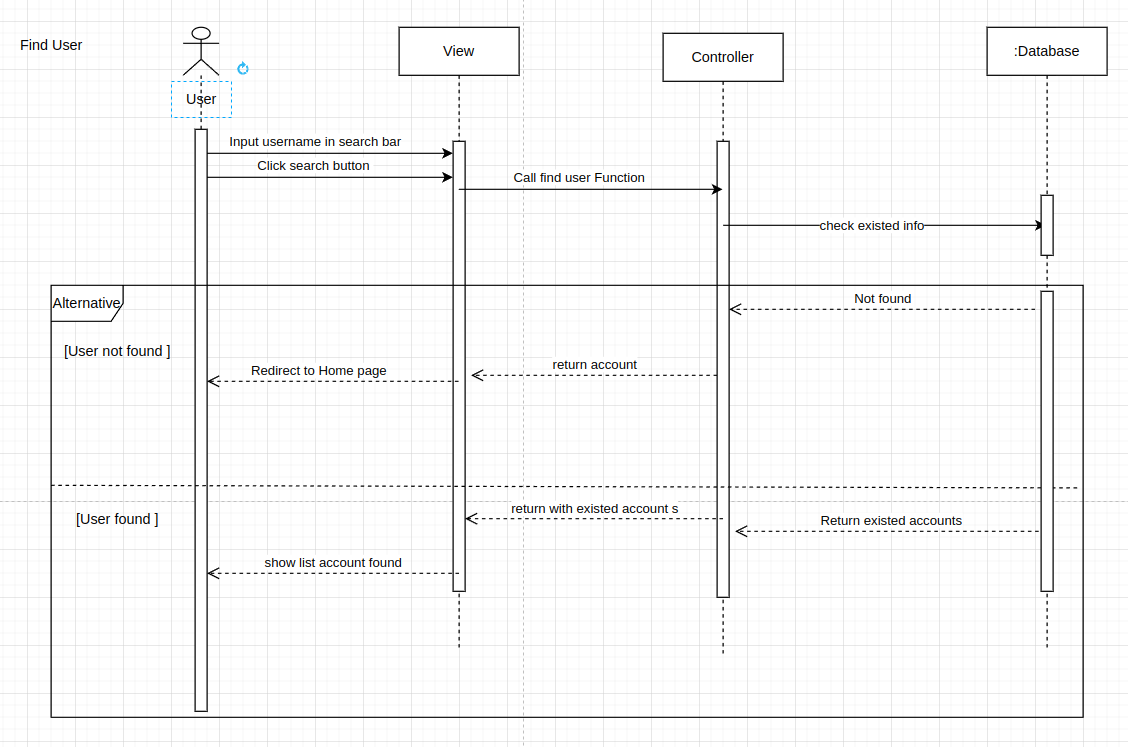 Find User
User
View
Controller
:Database
Input username in search bar
Click search button
Call find user Function
check existed info
Alternative
Not found
[User not found ]
return account
Redirect to Home page
[User found ]
return with existed account s
Return existed accounts
show list account found